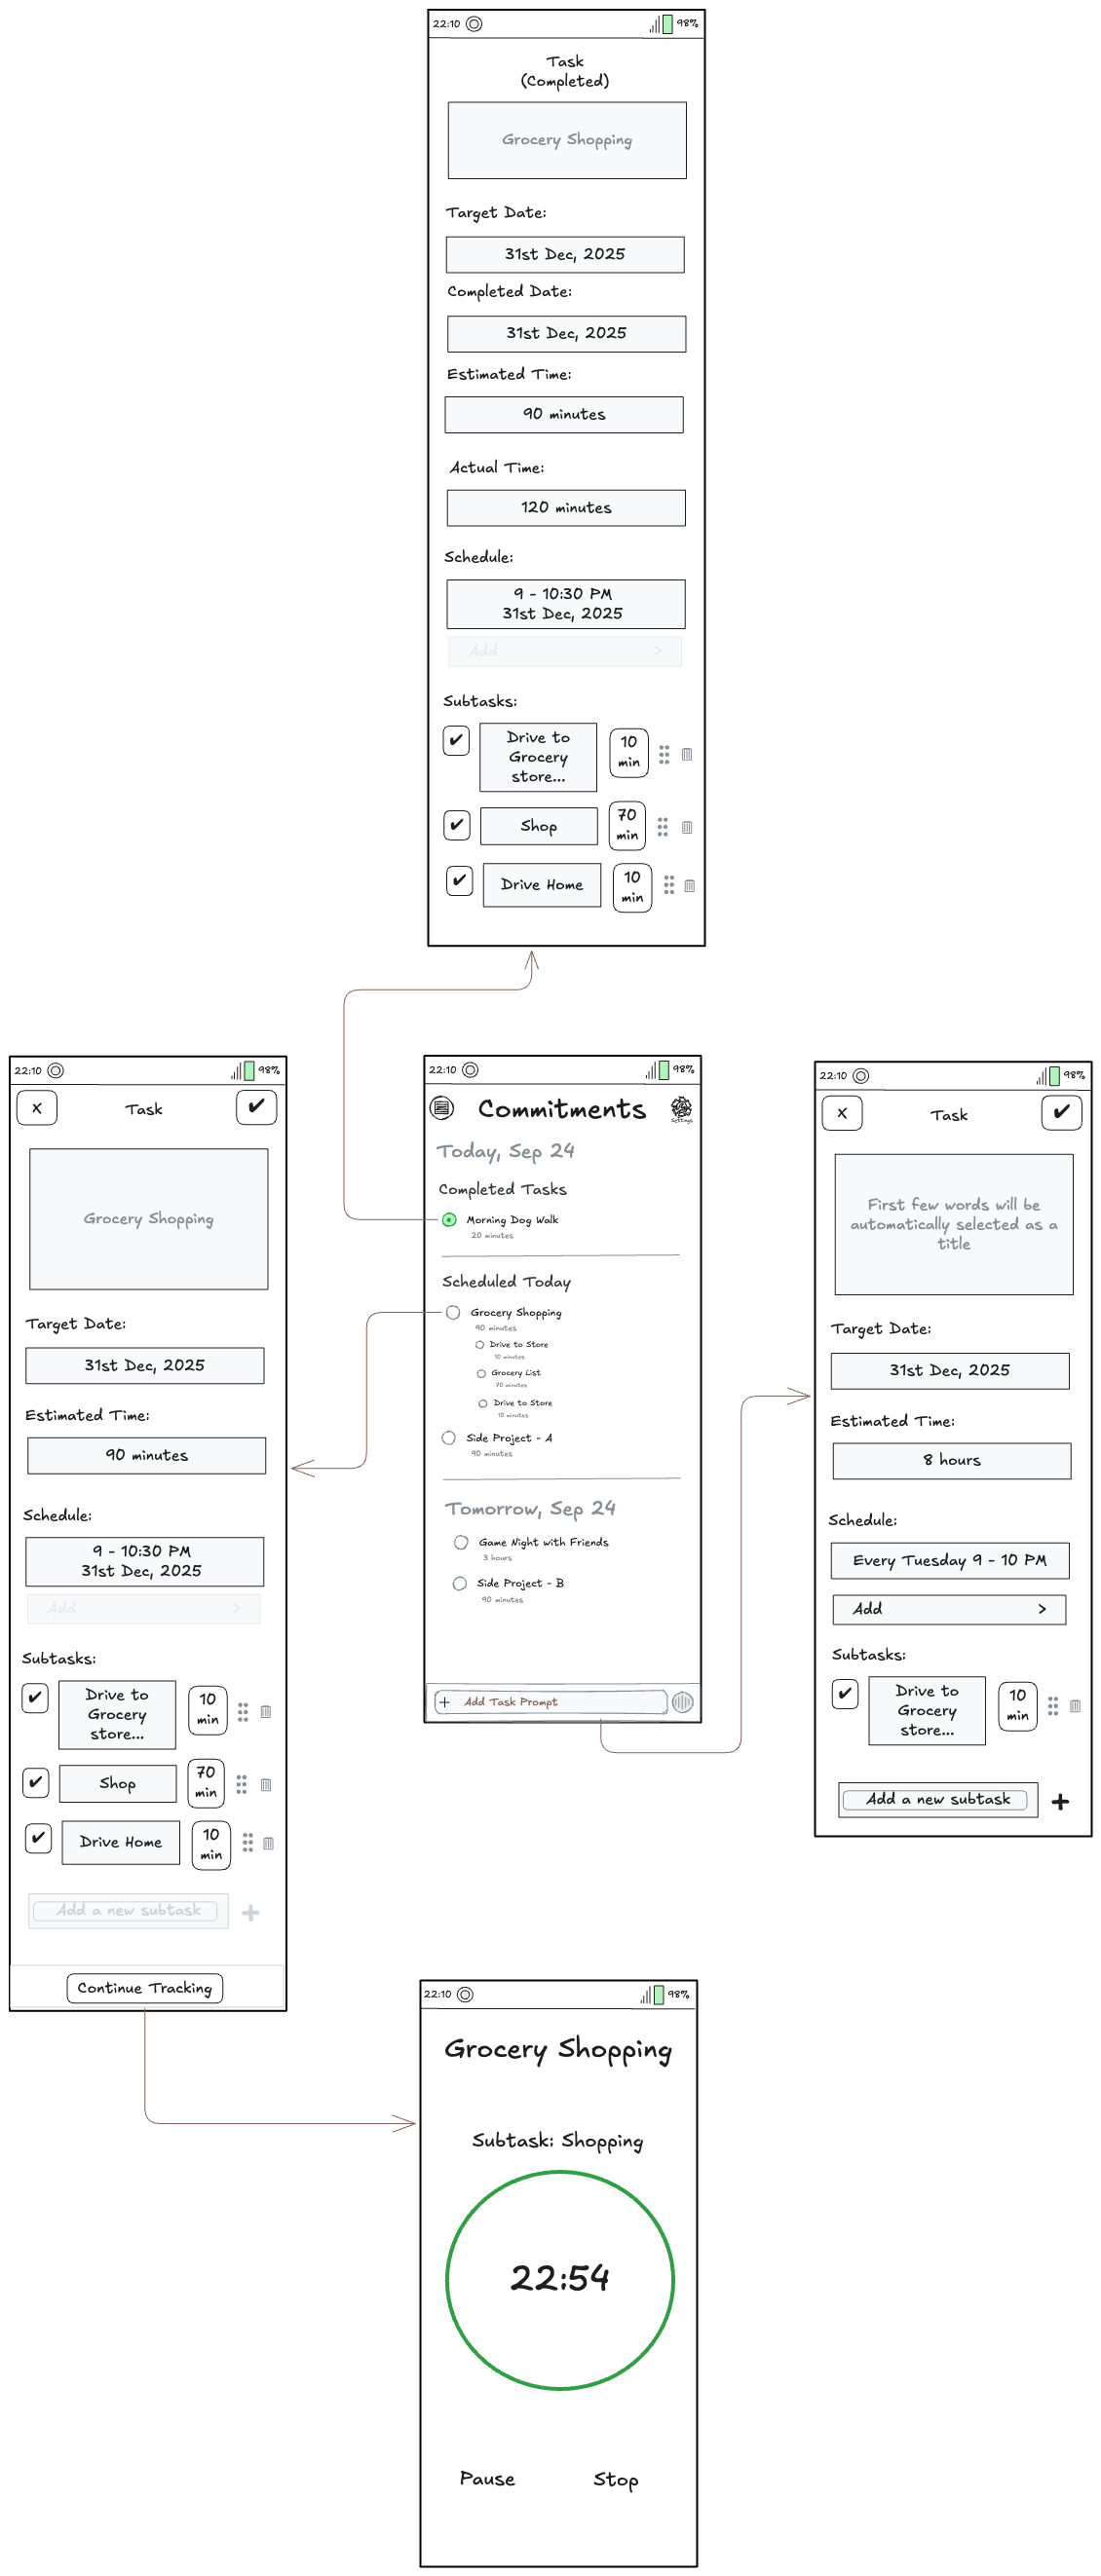 22:10
98%
Task
(Completed)
Grocery Shopping
Target Date:
31st Dec, 2025
Completed Date:
31st Dec, 2025
Estimated Time:
90 minutes
Actual Time:
120 minutes
Schedule:
9 - 10:30 PM
31st Dec, 2025
Add >
Subtasks:
✔ Drive to
Grocery
store...
10
min
✔ Shop
70
min
✔ Drive Home
10
min
22:10
98%
x Task ✔
Grocery Shopping
Target Date:
31st Dec, 2025
Estimated Time:
90 minutes
Schedule:
9 - 10:30 PM
31st Dec, 2025
Add >
Subtasks:
✔ Drive to
Grocery
store...
10
min
✔ Shop
70
min
✔ Drive Home
10
min
Add a new subtask +
Continue Tracking
22:10
98%
Commitments
Settings
Today, Sep 24
Completed Tasks
Morning Dog Walk
20 minutes
Scheduled Today
Grocery Shopping
90 minutes
Drive to Store
10 minutes
Grocery List
70 minutes
Drive to Store
10 minutes
Side Project - A
90 minutes
Tomorrow, Sep 24
Game Night with Friends
3 hours
Side Project - B
90 minutes
+ Add Task Prompt
22:10
98%
x Task ✔
First few words will be
automatically selected as a
title
Target Date:
31st Dec, 2025
Estimated Time:
8 hours
Schedule:
Every Tuesday 9 - 10 PM
Add >
Subtasks:
✔ Drive to
Grocery
store...
10
min
Add a new subtask +
22:10
98%
Grocery Shopping
Subtask: Shopping
22:54
Pause
Stop